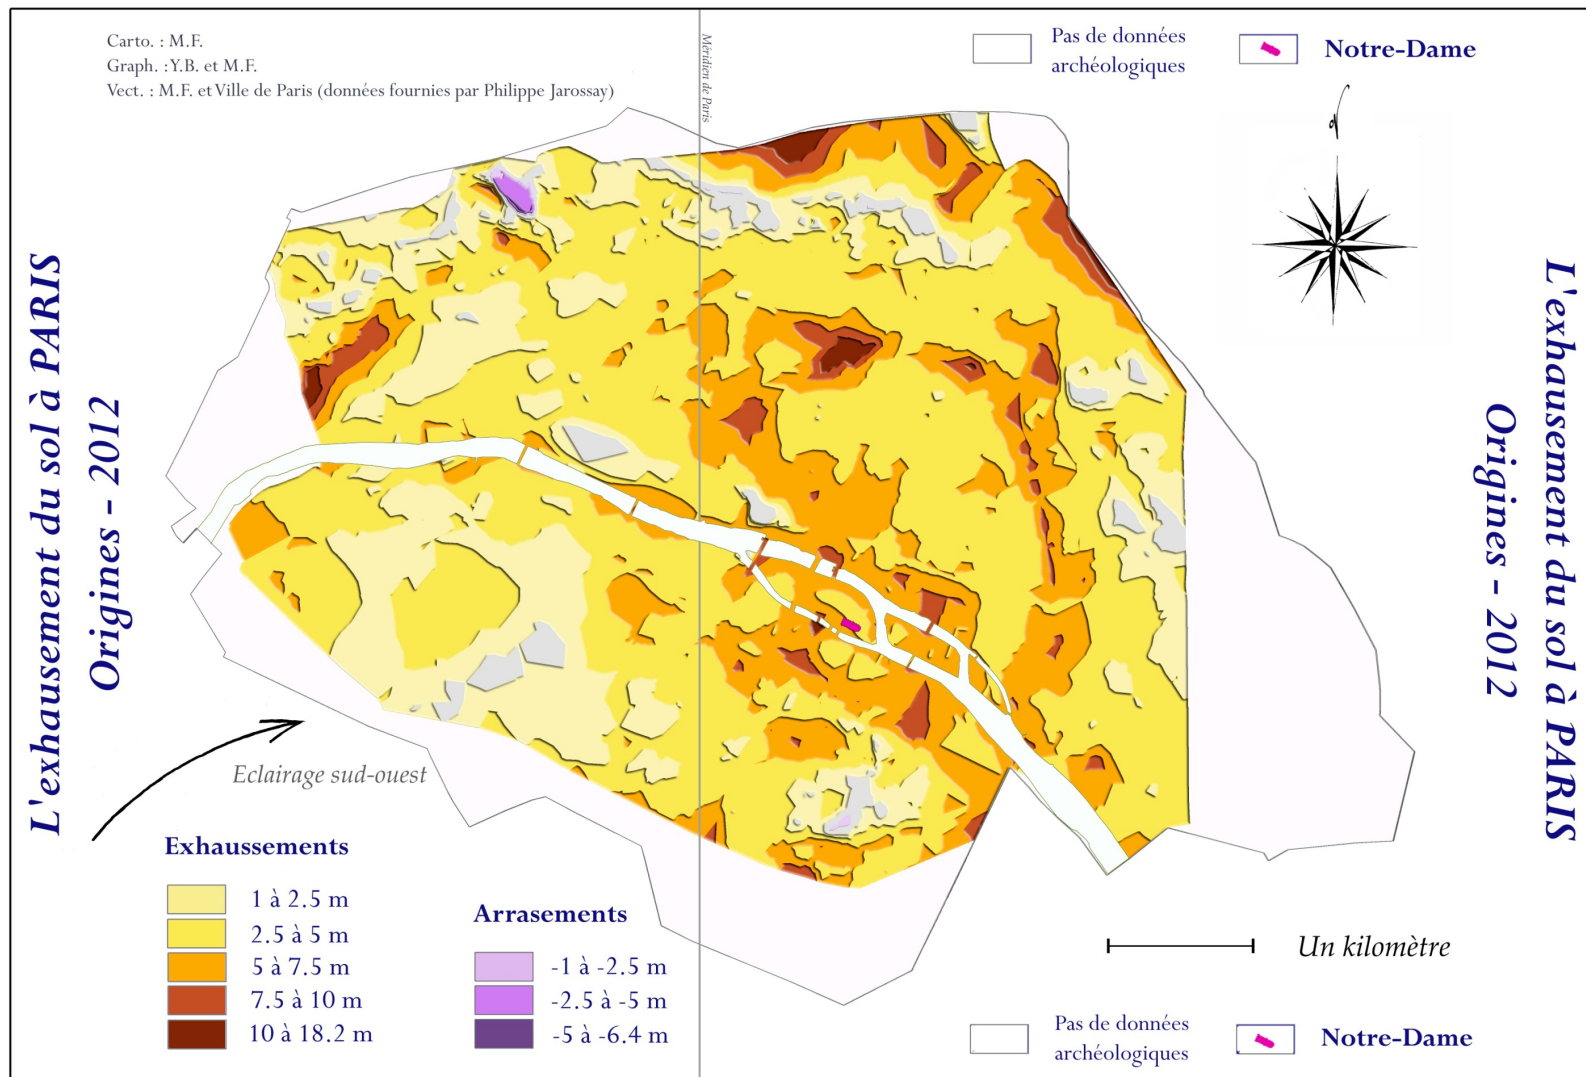 Carto. : M.F.
Graph. :Y.B. et M.F.
Vect. : M.F. et Ville de Paris (données fournies par Philippe Jarossay)
Méridien de Paris
Pas de données
archéologiques
Notre-Dame
L'exhausement du sol à PARIS
Origines - 2012
L'exhausement du sol à PARIS
Origines - 2012
Eclairage sud-ouest
Exhaussements
1 à 2.5 m
2.5 à 5 m
5 à 7.5 m
7.5 à 10 m
10 à 18.2 m
Arrasements
-1 à -2.5 m
-2.5 à -5 m
-5 à -6.4 m
Un kilomètre
Pas de données
archéologiques
Notre-Dame